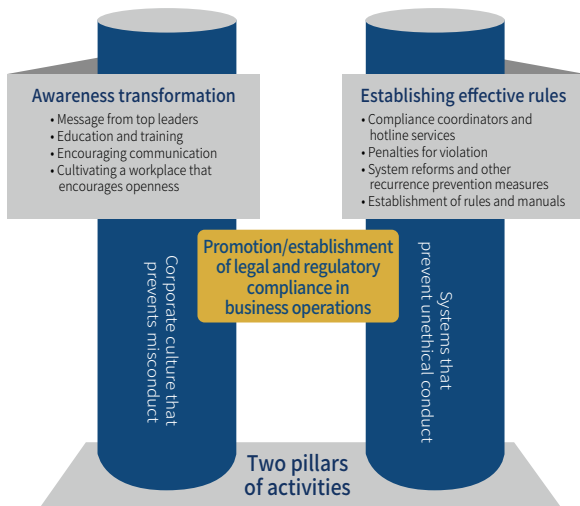 Awareness transformation
• Message from top leaders
• Education and training
• Encouraging communication
• Cultivating a workplace that
encourages openness
Establishing effective rules
• Compliance coordinators and
hotline services
• Penalties for violation
• System reforms and other
recurrence prevention measures
• Establishment of rules and manuals
Promotion/establishment
of legal and regulatory
compliance in
business operations
Corporate culture that
prevents misconduct
Systems that
prevent unethical conduct
Two pillars
of activities